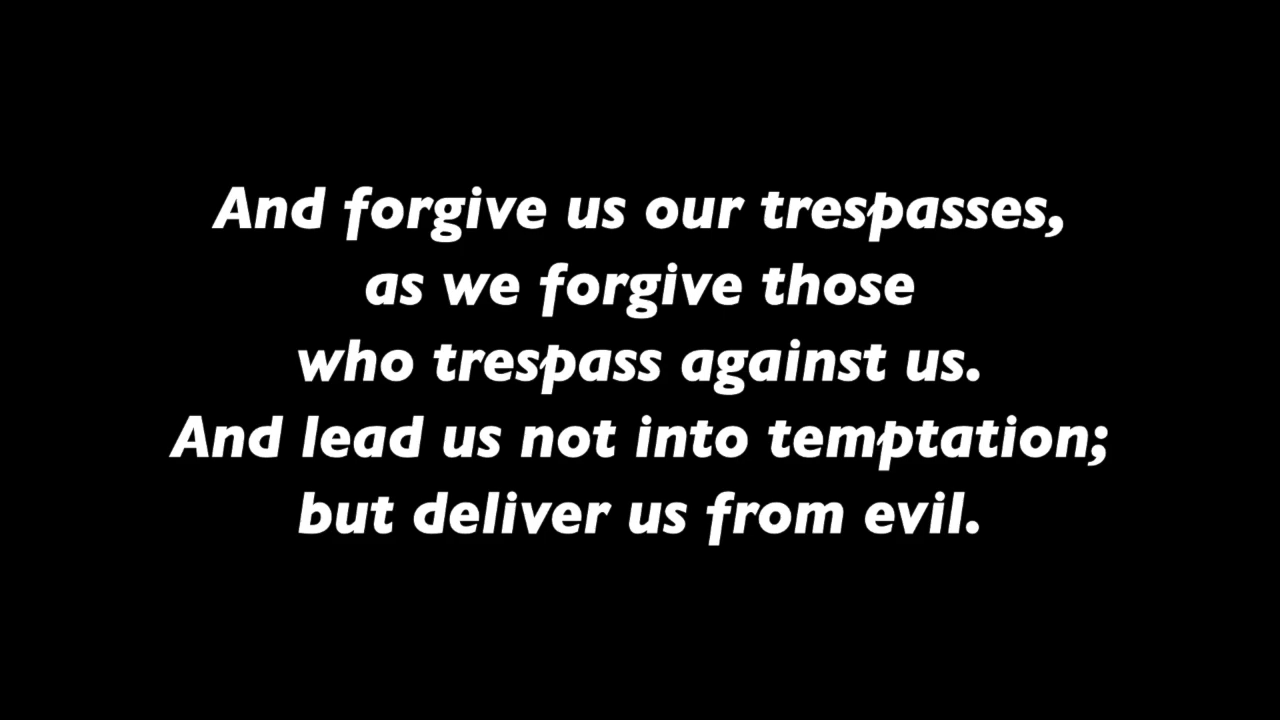 And forgive us our trespasses,
as we forgive those
who trespass against us.
And lead us not into temptation;
but deliver us from evil.